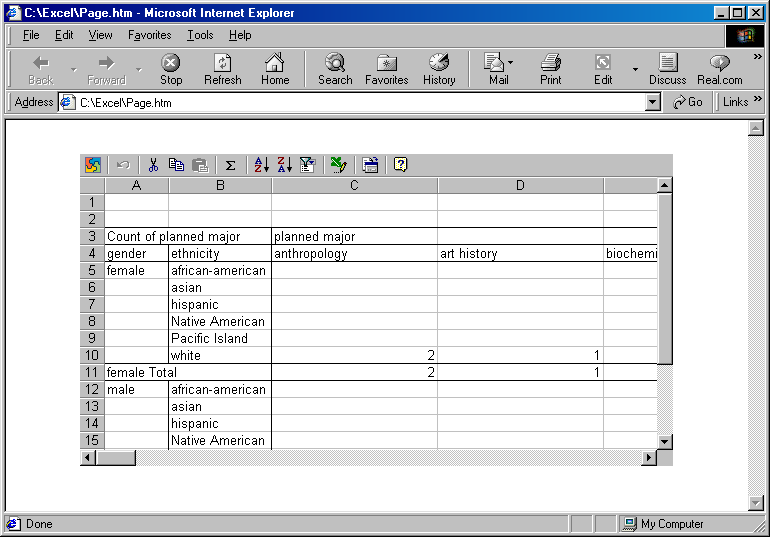 C:\Excel\Page.htm - Microsoft Internet Explorer
File Edit View Favorites Tools Help
Back Forward Stop Refresh Home Search Favorites History Mail Print Edit Discuss Real.com »
Address C:\Excel\Page.htm Go Links »
Σ A Z Z A ?
A B C D
1
2
3 Count of planned major planned major
4 gender ethnicity anthropology art history biochemi
5 female african-american
6 asian
7 hispanic
8 Native American
9 Pacific Island
10 white 2 1
11 female Total 2 1
12 male african-american
13 asian
14 hispanic
15 Native American
Done My Computer